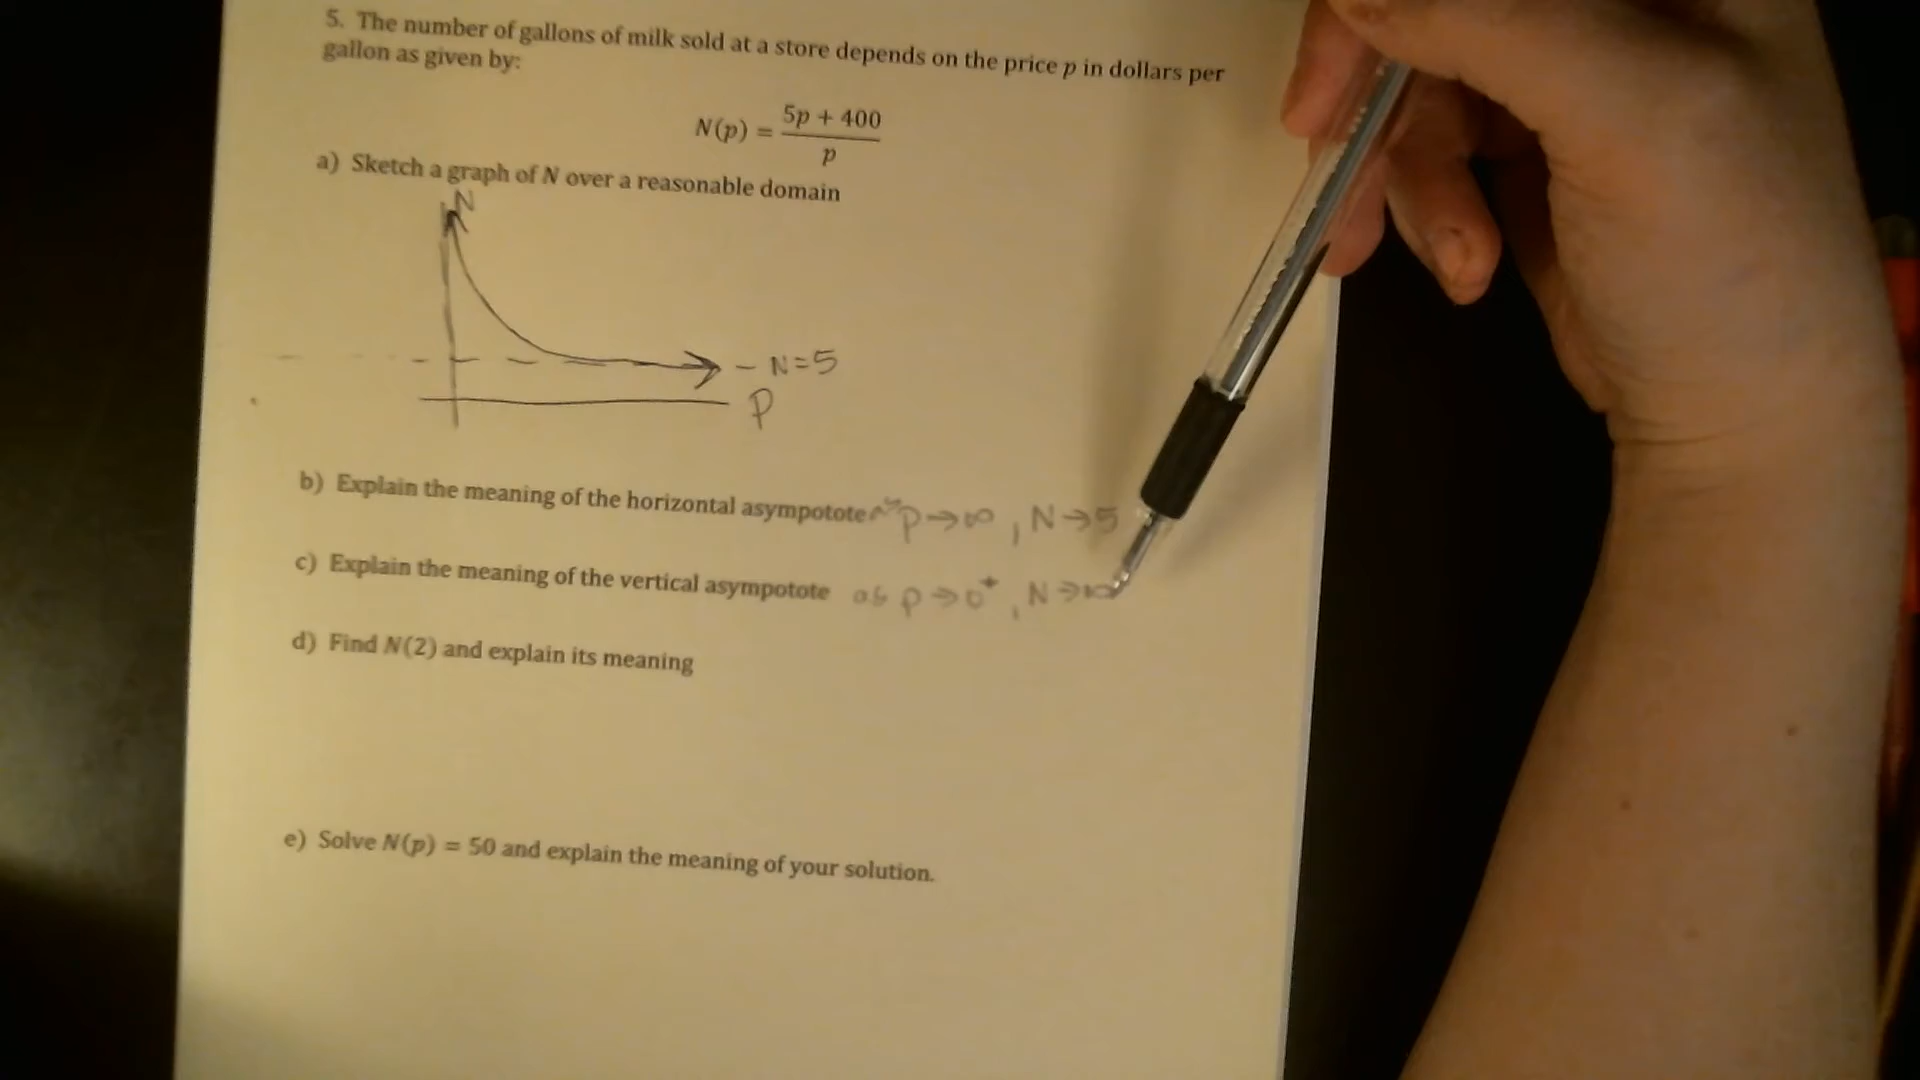 5. The number of gallons of milk sold at a store depends on the price p in dollars per
gallon as given by:
N(p) = (5p + 400)/p
a) Sketch a graph of N over a reasonable domain
N
- N=5
P
b) Explain the meaning of the horizontal asympotote as p→∞, N→5
c) Explain the meaning of the vertical asympotote as p→0⁺, N→∞
d) Find N(2) and explain its meaning
e) Solve N(p) = 50 and explain the meaning of your solution.